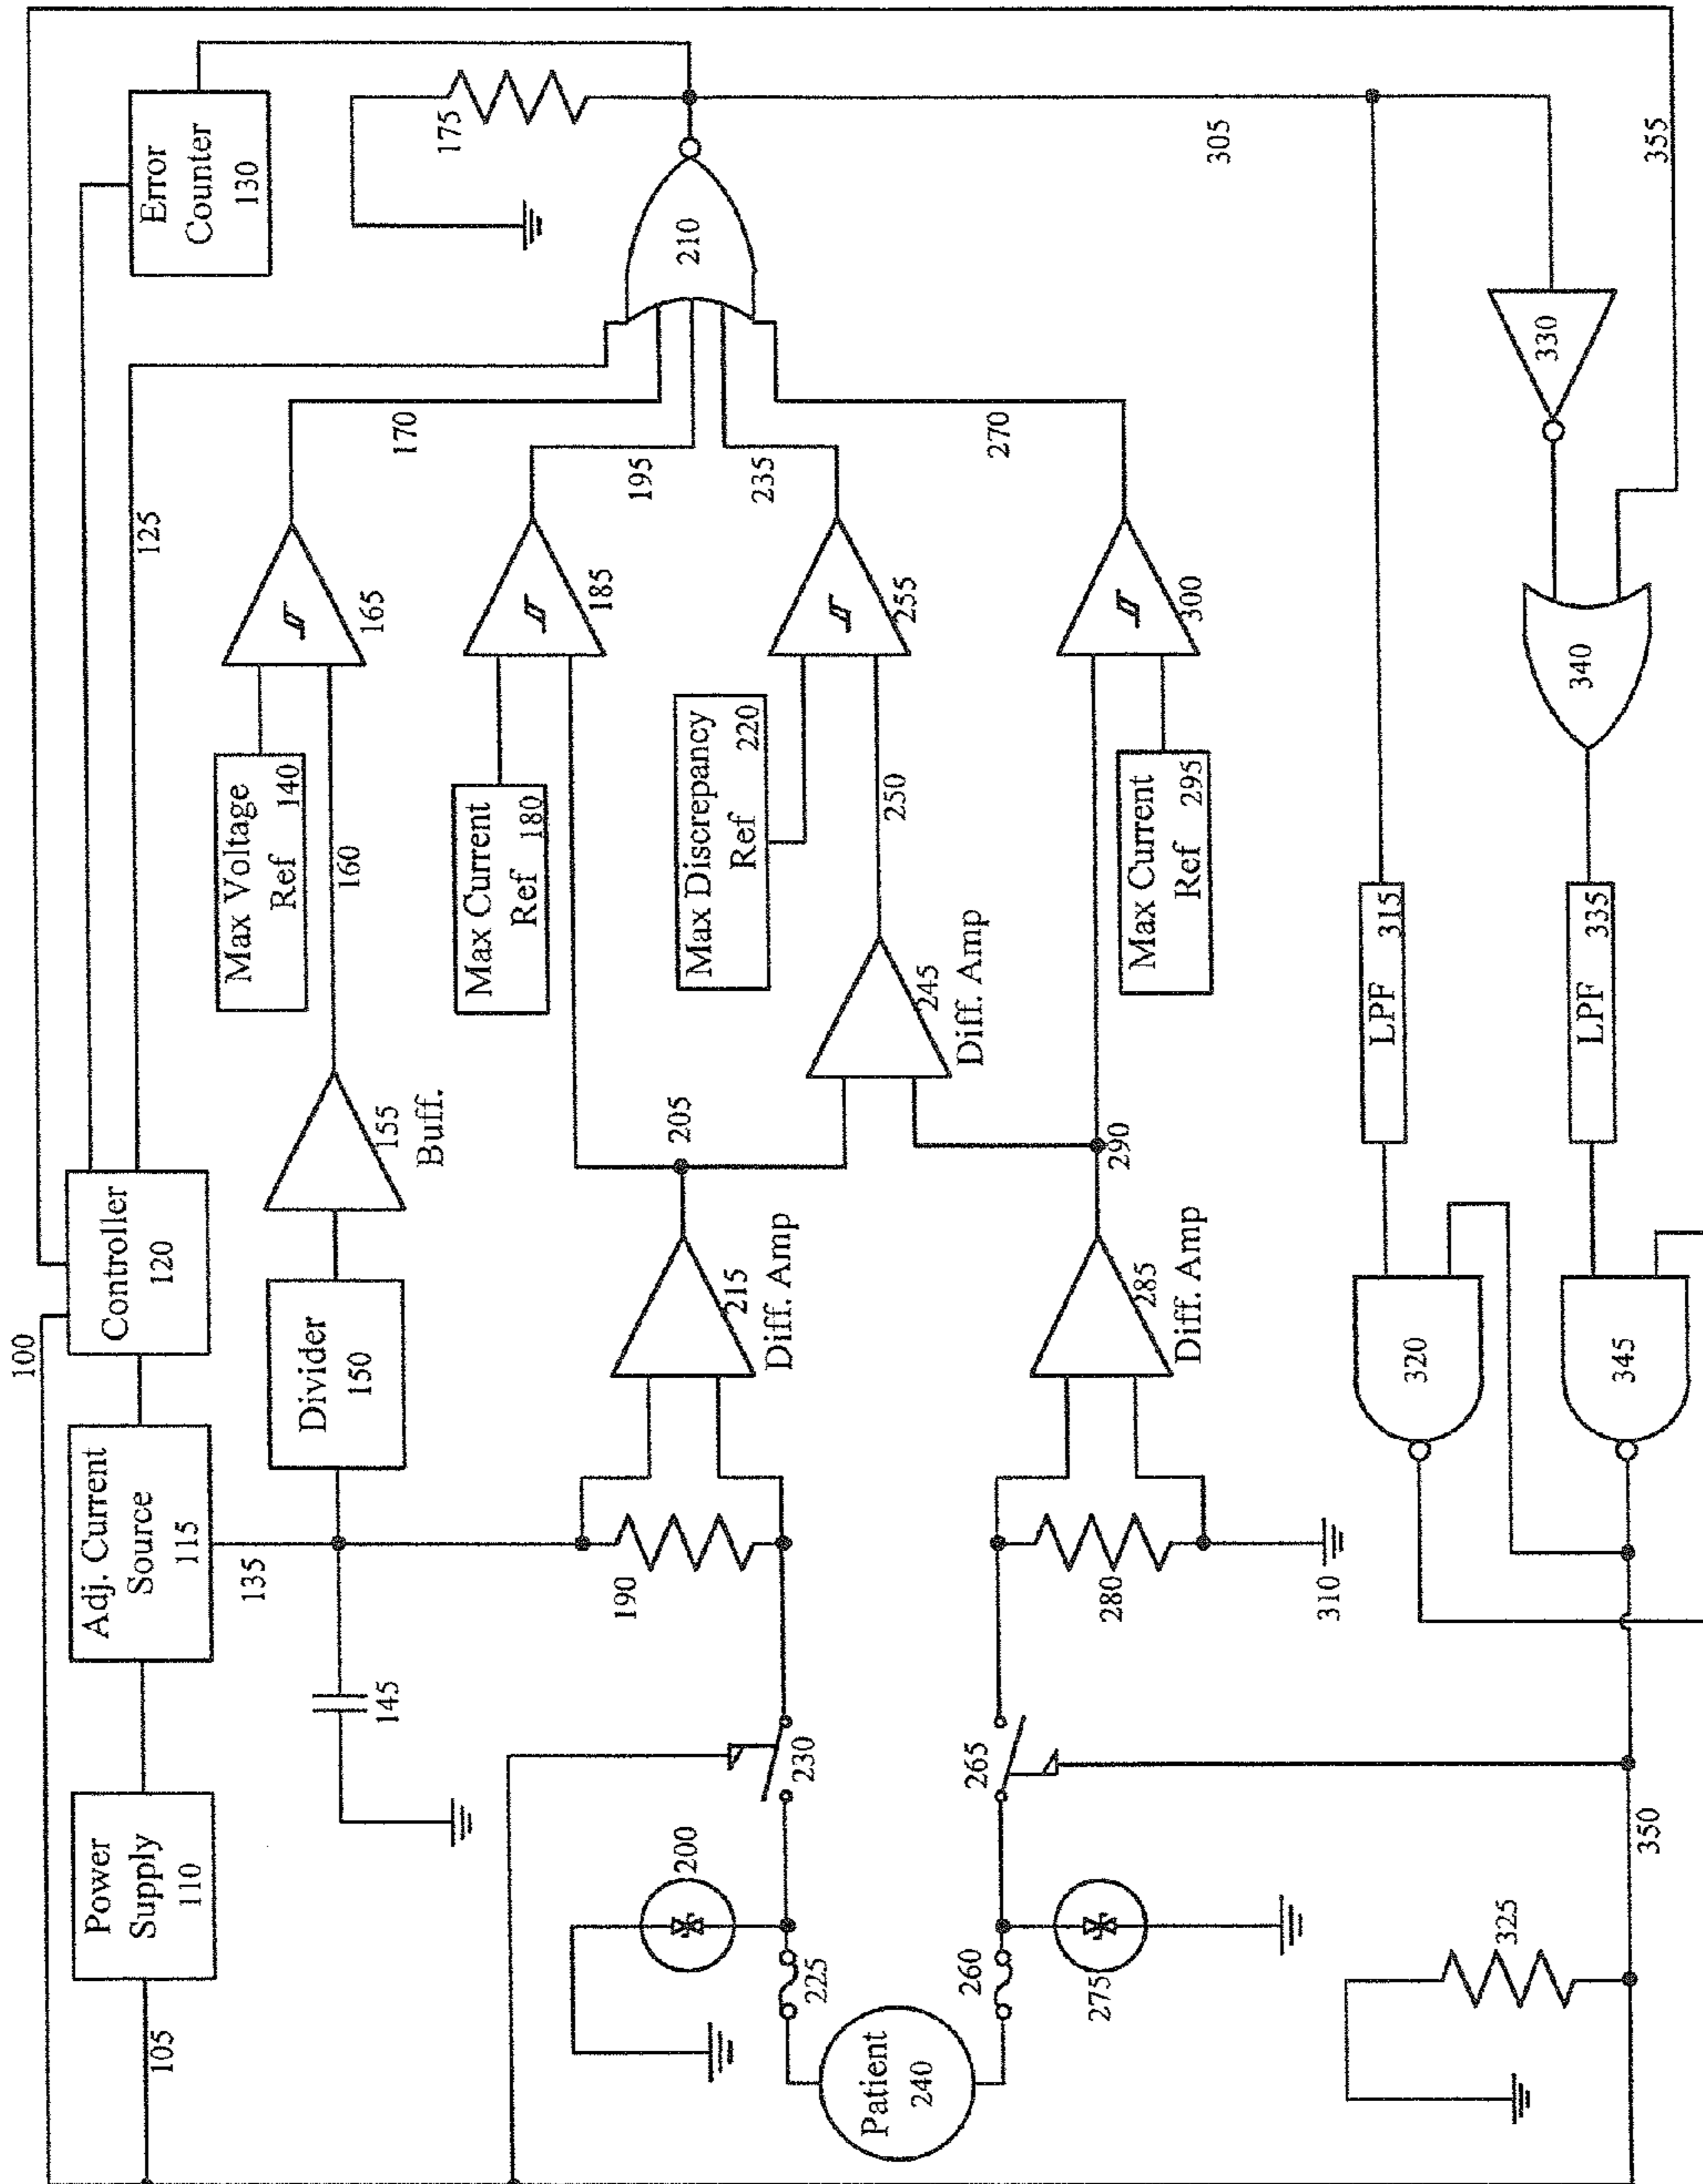 100
105
Power
Supply
110
Adj. Current
Source
115
Controller
120
Error
Counter
130
125
135
145
Divider
150
155
Buff.
160
Max Voltage
Ref 140
165
170
175
Max Current
Ref 180
185
195
190
205
215
Diff. Amp
210
Max Discrepancy
Ref 220
235
250
255
245
Diff. Amp
200
225
230
Patient
240
260
265
275
270
280
285
Diff. Amp
290
Max Current
Ref 295
300
305
310
LPF 315
320
325
330
LPF 335
340
345
350
355